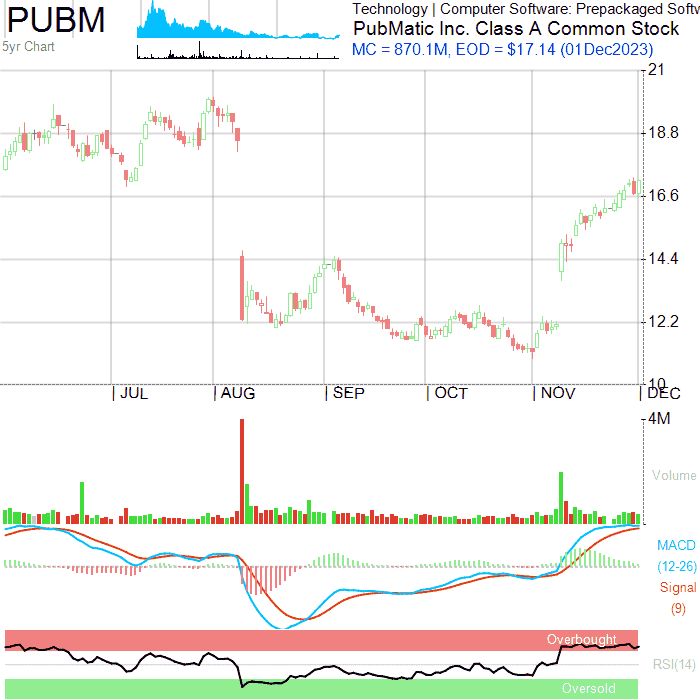 PUBM
Technology | Computer Software: Prepackaged Softw
PubMatic Inc. Class A Common Stock
5yr Chart
MC = 870.1M, EOD = $17.14 (01Dec2023)
21
18.8
16.6
14.4
12.2
10
| JUL | AUG | SEP | OCT | NOV | DEC
4M
Volume
MACD
(12-26)
Signal
(9)
Overbought
RSI(14)
Oversold